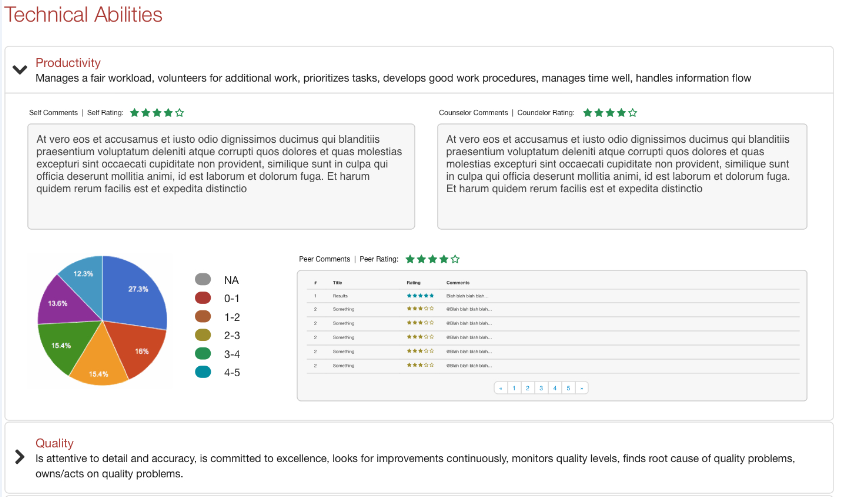 Technical Abilities
Productivity
Manages a fair workload, volunteers for additional work, prioritizes tasks, develops good work procedures, manages time well, handles information flow
Self Comments | Self Rating:
At vero eos et accusamus et iusto odio dignissimos ducimus qui blanditiis
praesentium voluptatum deleniti atque corrupti quos dolores et quas molestias
excepturi sint occaecati cupiditate non provident, similique sunt in culpa qui
officia deserunt mollitia animi, id est laborum et dolorum fuga. Et harum
quidem rerum facilis est et expedita distinctio
Counselor Comments | Coundelor Rating:
At vero eos et accusamus et iusto odio dignissimos ducimus qui blanditiis
praesentium voluptatum deleniti atque corrupti quos dolores et quas
molestias excepturi sint occaecati cupiditate non provident, similique sunt
in culpa qui officia deserunt mollitia animi, id est laborum et dolorum fuga.
Et harum quidem rerum facilis est et expedita distinctio
12.3%
27.3%
13.6%
15.4%
16%
15.4%
NA
0-1
1-2
2-3
3-4
4-5
Peer Comments | Peer Rating:
# Title Rating Comments
1 Results Blah blah blah blah...
2 Something @Blah blah blah blah...
2 Something @Blah blah blah blah...
2 Something @Blah blah blah blah...
2 Something @Blah blah blah blah...
2 Something @Blah blah blah blah...
« 1 2 3 4 5 »
Quality
Is attentive to detail and accuracy, is committed to excellence, looks for improvements continuously, monitors quality levels, finds root cause of quality problems,
owns/acts on quality problems.